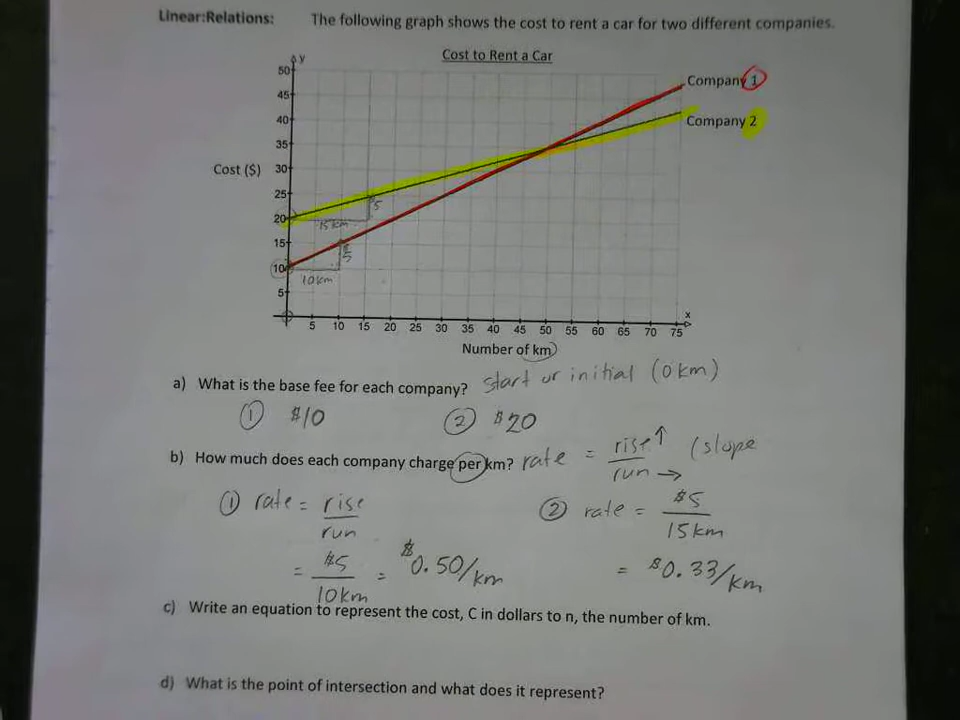 Linear:Relations: The following graph shows the cost to rent a car for two different companies.
Cost to Rent a Car
y
50
45
40
35
30
25
20
15
10
5
Cost ($)
Company 1
Company 2
15 km
5
10 km
5
5 10 15 20 25 30 35 40 45 50 55 60 65 70 75
x
Number of km
a) What is the base fee for each company? start or initial (0 km)
① $10 ② $20
b) How much does each company charge per km? rate = rise↑ (slope
run →
① rate = rise
run
② rate = $5
15 km
= $5 = $0.50/km
10 km
= $0.33/km
c) Write an equation to represent the cost, C in dollars to n, the number of km.
d) What is the point of intersection and what does it represent?